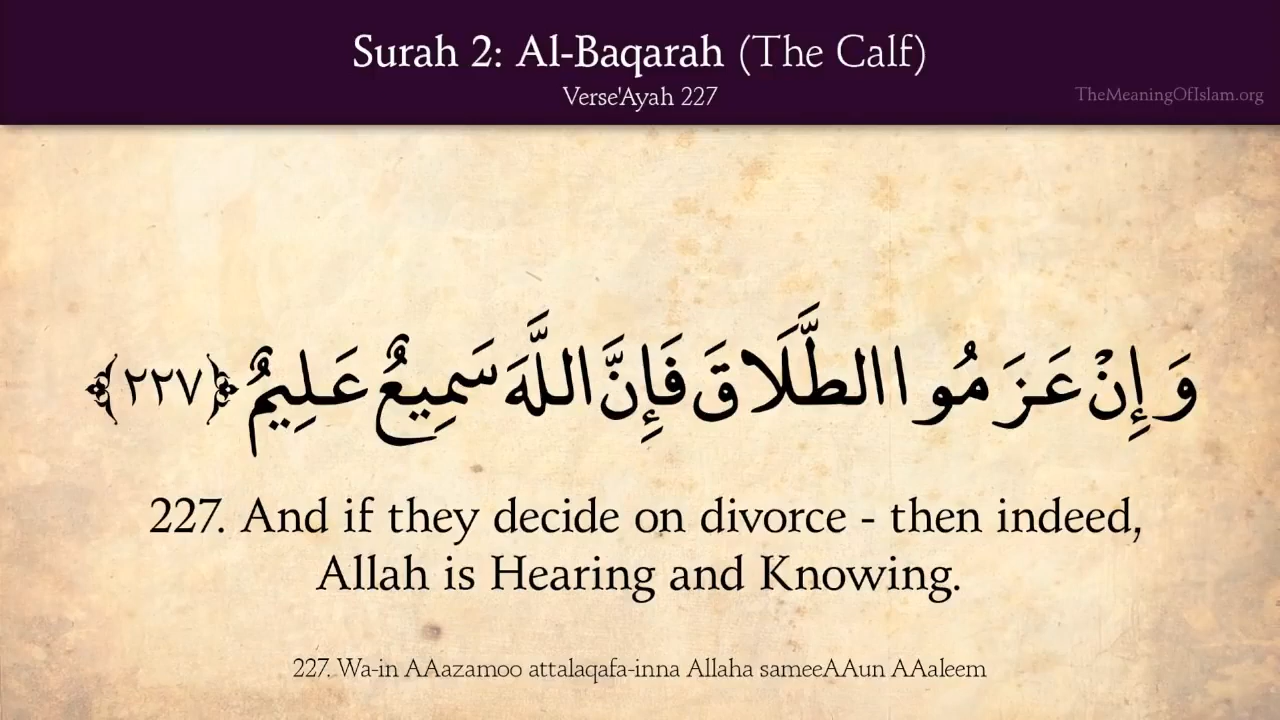 Surah 2: Al-Baqarah (The Calf)
Verse'Ayah 227
TheMeaningOfIslam.org
وَإِنْ عَزَمُوا الطَّلَاقَ فَإِنَّ اللَّهَ سَمِيعٌ عَلِيمٌ ﴿٢٢٧﴾
227. And if they decide on divorce - then indeed,
Allah is Hearing and Knowing.
227. Wa-in AAazamoo attalaqafa-inna Allaha sameeAAun AAaleem